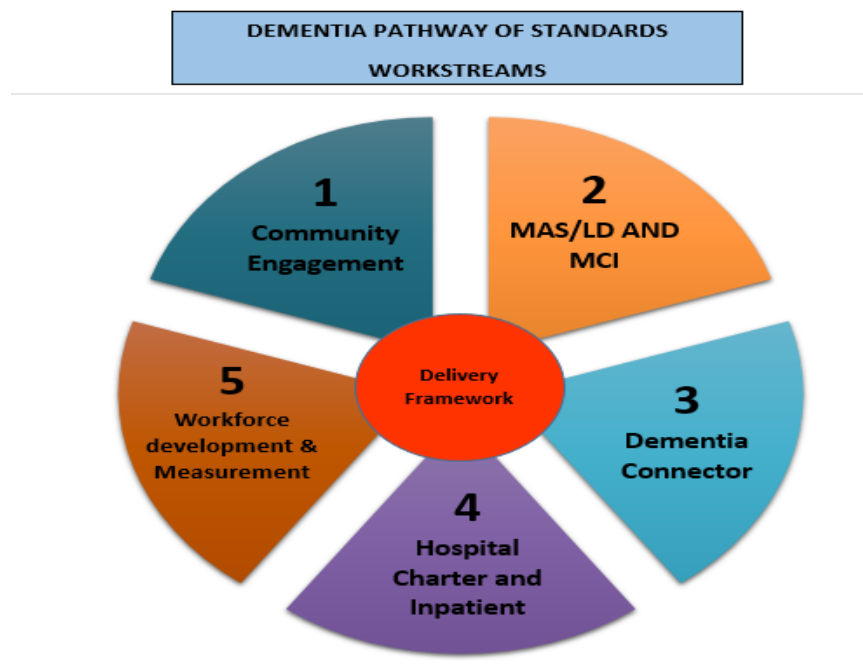 DEMENTIA PATHWAY OF STANDARDS
WORKSTREAMS
1
Community
Engagement
2
MAS/LD AND
MCI
3
Dementia
Connector
4
Hospital
Charter and
Inpatient
5
Workforce
development &
Measurement
Delivery
Framework